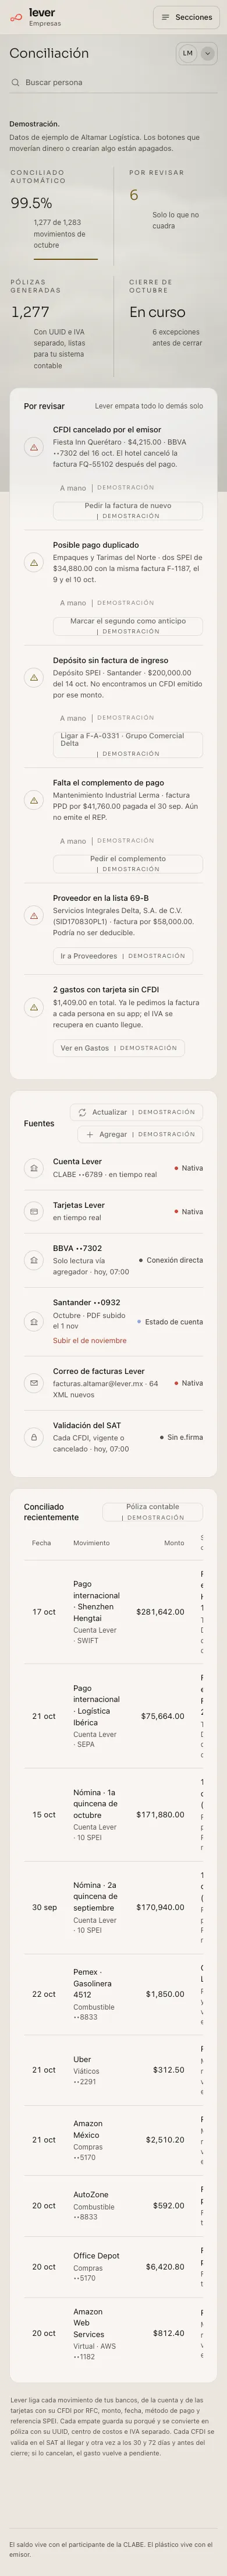 lever
Empresas
Secciones
Conciliación
LM
Buscar persona
Demostración.
Datos de ejemplo de Altamar Logística. Los botones que
moverían dinero o crearían algo están apagados.
CONCILIADO
AUTOMÁTICO
99.5%
1,277 de 1,283
movimientos de
octubre
POR REVISAR
6
Solo lo que no
cuadra
PÓLIZAS
GENERADAS
1,277
Con UUID e IVA
separado, listas
para tu sistema
contable
CIERRE DE
OCTUBRE
En curso
6 excepciones
antes de cerrar
Por revisar
Lever empata todo lo demás solo
CFDI cancelado por el emisor
Fiesta Inn Querétaro · $4,215.00 · BBVA
••7302 del 16 oct. El hotel canceló la
factura FQ-55102 después del pago.
A mano | DEMOSTRACIÓN
Pedir la factura de nuevo
| DEMOSTRACIÓN
Posible pago duplicado
Empaques y Tarimas del Norte · dos SPEI de
$34,880.00 con la misma factura F-1187, el
9 y el 10 oct.
A mano | DEMOSTRACIÓN
Marcar el segundo como anticipo
| DEMOSTRACIÓN
Depósito sin factura de ingreso
Depósito SPEI · Santander · $200,000.00
del 14 oct. No encontramos un CFDI emitido
por ese monto.
A mano | DEMOSTRACIÓN
Ligar a F-A-0331 · Grupo Comercial
Delta
| DEMOSTRACIÓN
Falta el complemento de pago
Mantenimiento Industrial Lerma · factura
PPD por $41,760.00 pagada el 30 sep. Aún
no emite el REP.
A mano | DEMOSTRACIÓN
Pedir el complemento
| DEMOSTRACIÓN
Proveedor en la lista 69-B
Servicios Integrales Delta, S.A. de C.V.
(SID170830PL1) · factura por $58,000.00.
Podría no ser deducible.
Ir a Proveedores | DEMOSTRACIÓN
2 gastos con tarjeta sin CFDI
$1,409.00 en total. Ya le pedimos la factura
a cada persona en su app; el IVA se
recupera en cuanto llegue.
Ver en Gastos | DEMOSTRACIÓN
Fuentes
Actualizar | DEMOSTRACIÓN
Agregar | DEMOSTRACIÓN
Cuenta Lever
CLABE ••6789 · en tiempo real
Nativa
Tarjetas Lever
en tiempo real
Nativa
BBVA ••7302
Solo lectura vía
agregador · hoy, 07:00
Conexión directa
Santander ••0932
Octubre · PDF subido
el 1 nov
Subir el de noviembre
Estado de cuenta
Correo de facturas Lever
facturas.altamar@lever.mx · 64
XML nuevos
Nativa
Validación del SAT
Cada CFDI, vigente o
cancelado · hoy, 07:00
Sin e.firma
Conciliado
recientemente
Póliza contable
| DEMOSTRACIÓN
Fecha Movimiento Monto
17 oct
Pago
internacional
· Shenzhen
Hengtai
Cuenta Lever
· SWIFT
$281,642.00
21 oct
Pago
internacional
· Logística
Ibérica
Cuenta Lever
· SEPA
$75,664.00
15 oct
Nómina · 1a
quincena de
octubre
Cuenta Lever
· 10 SPEI
$171,880.00
30 sep
Nómina · 2a
quincena de
septiembre
Cuenta Lever
· 10 SPEI
$170,940.00
22 oct
Pemex ·
Gasolinera
4512
Combustible
••8833
$1,850.00
21 oct
Uber
Viáticos
••2291
$312.50
21 oct
Amazon
México
Compras
••5170
$2,510.20
20 oct
AutoZone
Combustible
••8833
$592.00
20 oct
Office Depot
Compras
••5170
$6,420.80
20 oct
Amazon
Web
Services
Virtual · AWS
••1182
$812.40
Lever liga cada movimiento de tus bancos, de la cuenta y de las
tarjetas con su CFDI por RFC, monto, fecha, método de pago y
referencia SPEI. Cada empate guarda su porqué y se convierte en
póliza con su UUID, centro de costos e IVA separado. Cada CFDI se
valida en el SAT al llegar y otra vez a los 30 y 72 días y antes del
cierre; si lo cancelan, el gasto vuelve a pendiente.
El saldo vive con el participante de la CLABE. El plástico vive con el
emisor.